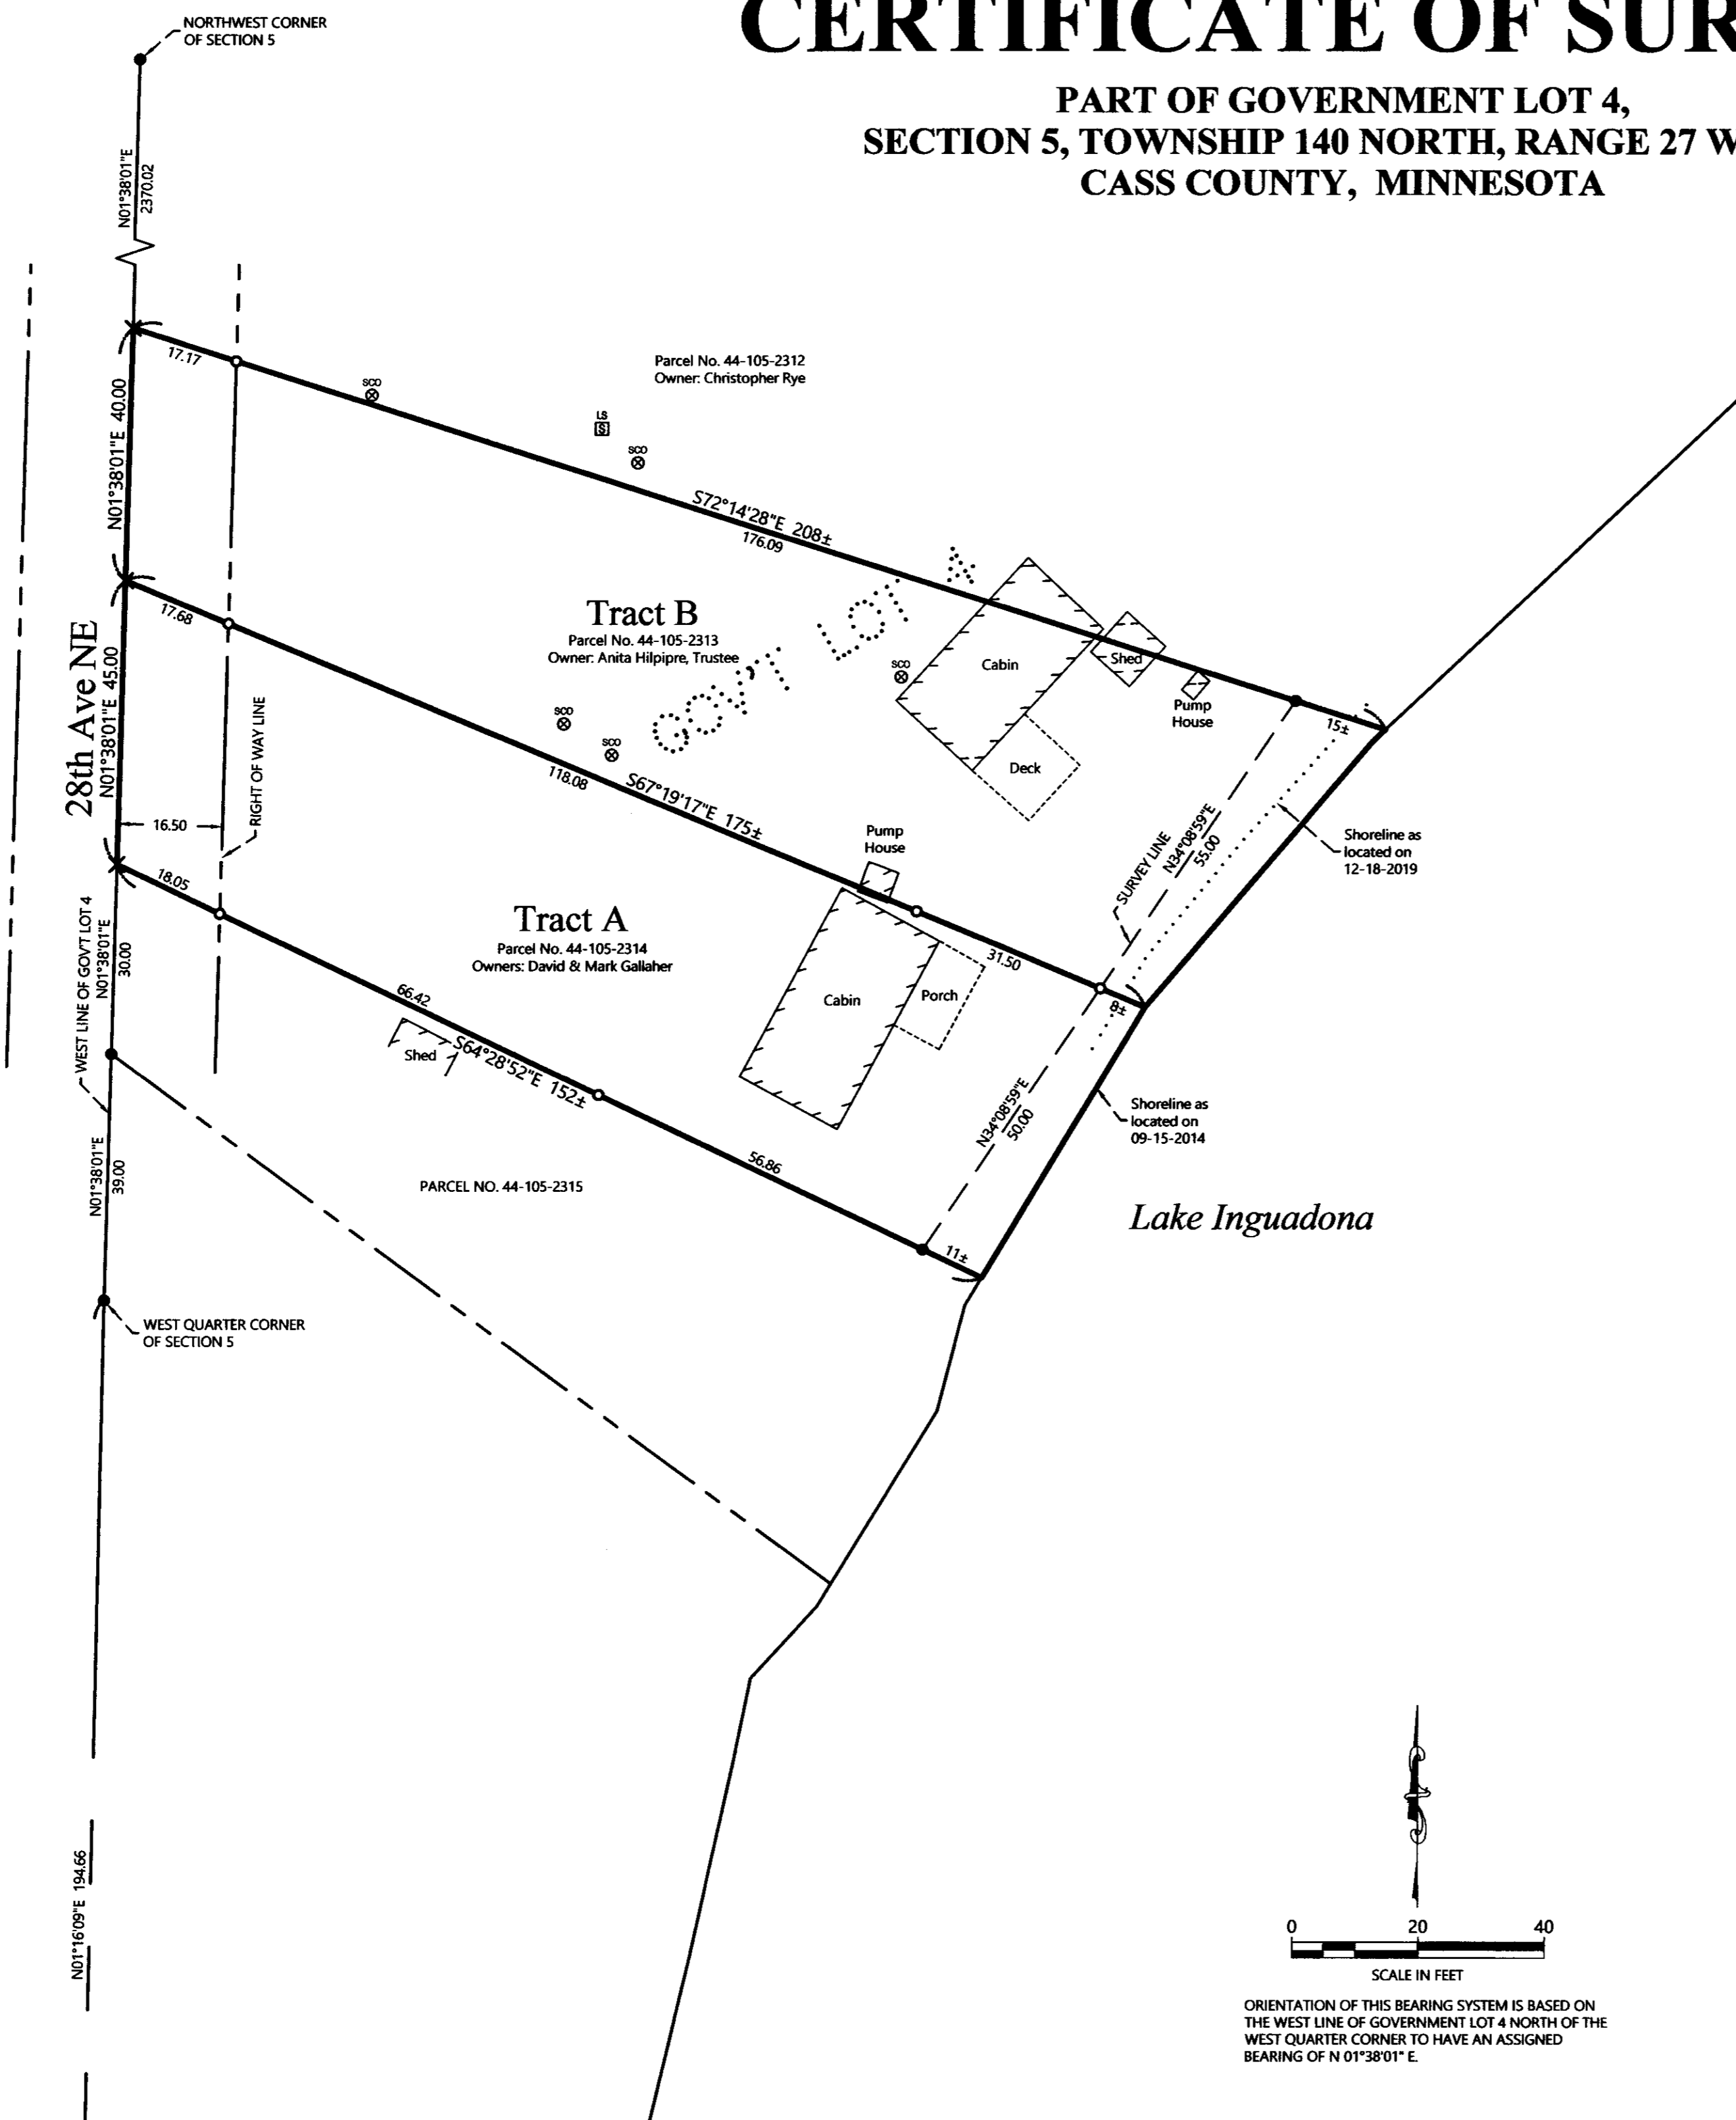 CERTIFICATE OF SUR
PART OF GOVERNMENT LOT 4,
SECTION 5, TOWNSHIP 140 NORTH, RANGE 27 W
CASS COUNTY, MINNESOTA
NORTHWEST CORNER
OF SECTION 5
N01°38'01"E
2370.02
17.17
SCO
LS
S
SCO
Parcel No. 44-105-2312
Owner: Christopher Rye
N01°38'01"E 40.00
S72°14'28"E 208±
176.09
GOV'T LOT 4
Tract B
Parcel No. 44-105-2313
Owner: Anita Hilpipre, Trustee
17.68
SCO
Cabin
Shed
Pump
House
Deck
15±
28th Ave NE
N01°38'01"E 45.00
RIGHT OF WAY LINE
16.50
SCO
SCO
118.08
S67°19'17"E 175±
Pump
House
SURVEY LINE
N34°08'59"E
55.00
Shoreline as
located on
12-18-2019
18.05
Tract A
Parcel No. 44-105-2314
Owners: David & Mark Gallaher
WEST LINE OF GOV'T LOT 4
N01°38'01"E
30.00
66.42
Shed
S64°28'52"E 152±
Cabin
Porch
31.50
8±
N34°08'59"E
50.00
Shoreline as
located on
09-15-2014
N01°38'01"E
39.00
56.86
PARCEL NO. 44-105-2315
11±
Lake Inguadona
WEST QUARTER CORNER
OF SECTION 5
N01°16'09"E 194.66
0 20 40
SCALE IN FEET
ORIENTATION OF THIS BEARING SYSTEM IS BASED ON
THE WEST LINE OF GOVERNMENT LOT 4 NORTH OF THE
WEST QUARTER CORNER TO HAVE AN ASSIGNED
BEARING OF N 01°38'01" E.